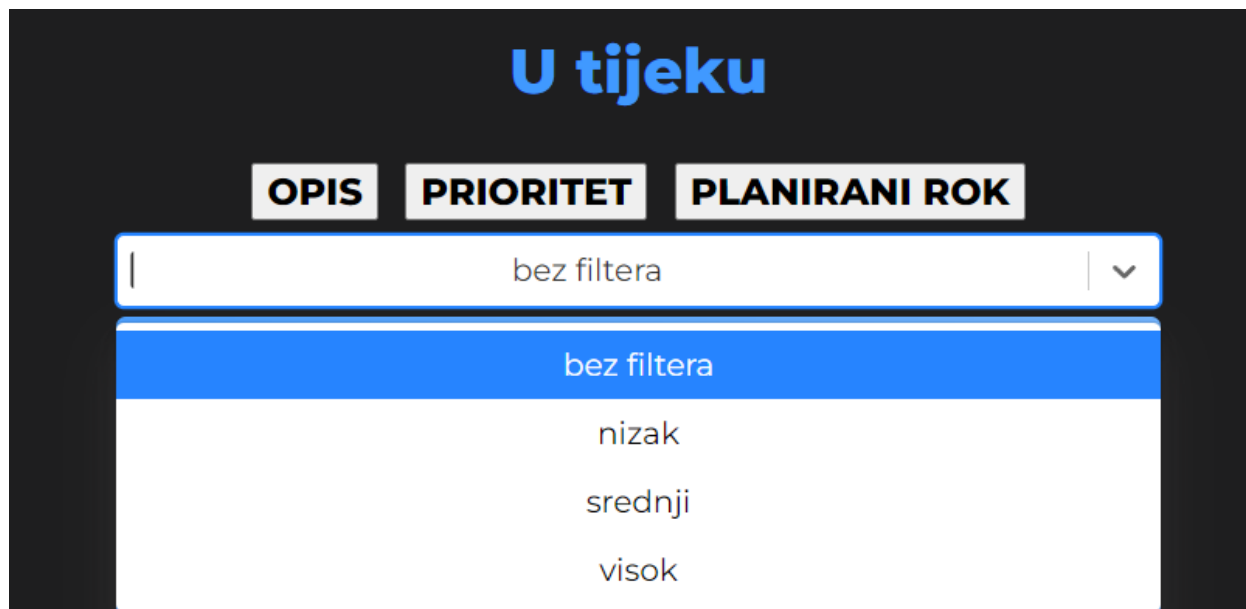 U tijeku
OPIS PRIORITET PLANIRANI ROK
bez filtera
bez filtera
nizak
srednji
visok